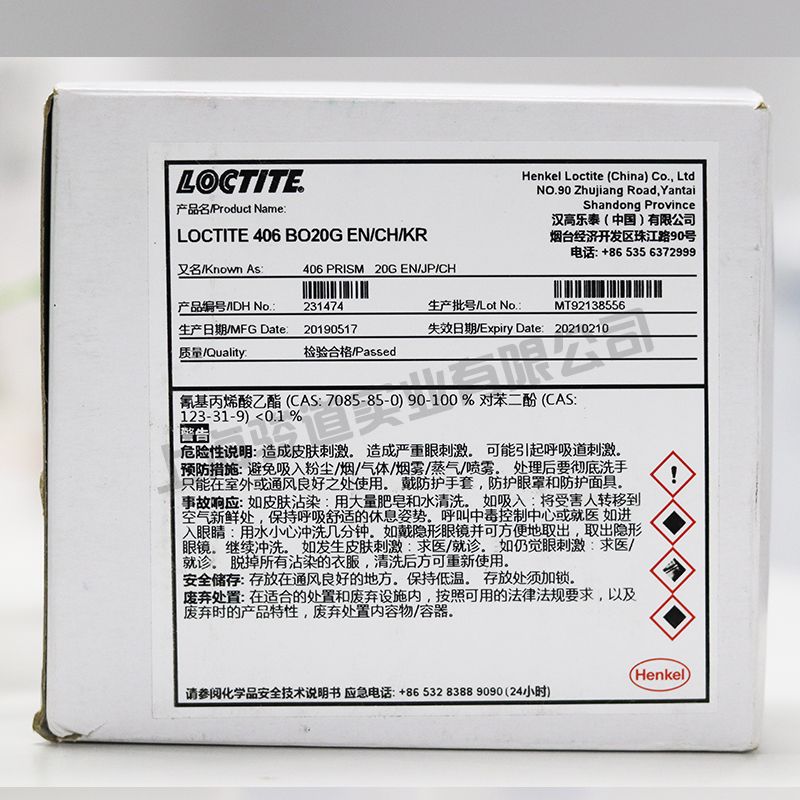 LOCTITE®
Henkel Loctite (China) Co., Ltd
NO.90 Zhujiang Road,Yantai
Shandong Province
汉高乐泰（中国）有限公司
烟台经济开发区珠江路90号
电话: +86 535 6372999
产品名/Product Name:
LOCTITE 406 BO20G EN/CH/KR
又名/Known As: 406 PRISM 20G EN/JP/CH
产品编号/IDH No.: 231474 生产批号/Lot No.: MT92138556
生产日期/MFG Date: 20190517 失效日期/Expiry Date: 20210210
质量/Quality: 检验合格/Passed
氰基丙烯酸乙酯 (CAS: 7085-85-0) 90-100 % 对苯二酚 (CAS:
123-31-9) <0.1 %
警告
危险性说明: 造成皮肤刺激。 造成严重眼刺激。 可能引起呼吸道刺激。
预防措施: 避免吸入粉尘/烟/气体/烟雾/蒸气/喷雾。 处理后要彻底洗手
只能在室外或通风良好之处使用。 戴防护手套，防护眼罩和防护面具。
事故响应: 如皮肤沾染：用大量肥皂和水清洗。 如吸入：将受害人转移到
空气新鲜处，保持呼吸舒适的休息姿势。呼叫中毒控制中心或就医 如进
入眼睛：用水小心冲洗几分钟。如戴隐形眼镜并可方便地取出，取出隐形
眼镜。继续冲洗。 如发生皮肤刺激：求医/就诊。 如仍觉眼刺激：求医/
就诊。 脱掉所有沾染的衣服，清洗后方可重新使用。
安全储存: 存放在通风良好的地方。保持低温。 存放处须加锁。
废弃处置: 在适合的处置和废弃设施内，按照可用的法律法规要求，以及
废弃时的产品特性，废弃处置内容物/容器。
Henkel
请参阅化学品安全技术说明书 应急电话: +86 532 8388 9090 (24小时)
上海骏道实业有限公司